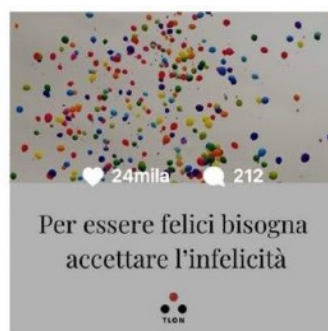 24mila 212
Per essere felici bisogna
accettare l'infelicità
TLON